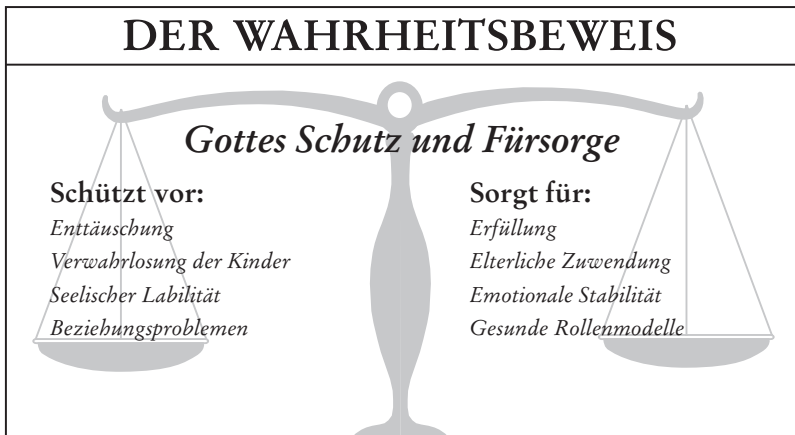 DER WAHRHEITSBEWEIS
Gottes Schutz und Fürsorge
Schützt vor:
Enttäuschung
Verwahrlosung der Kinder
Seelischer Labilität
Beziehungsproblemen
Sorgt für:
Erfüllung
Elterliche Zuwendung
Emotionale Stabilität
Gesunde Rollenmodelle